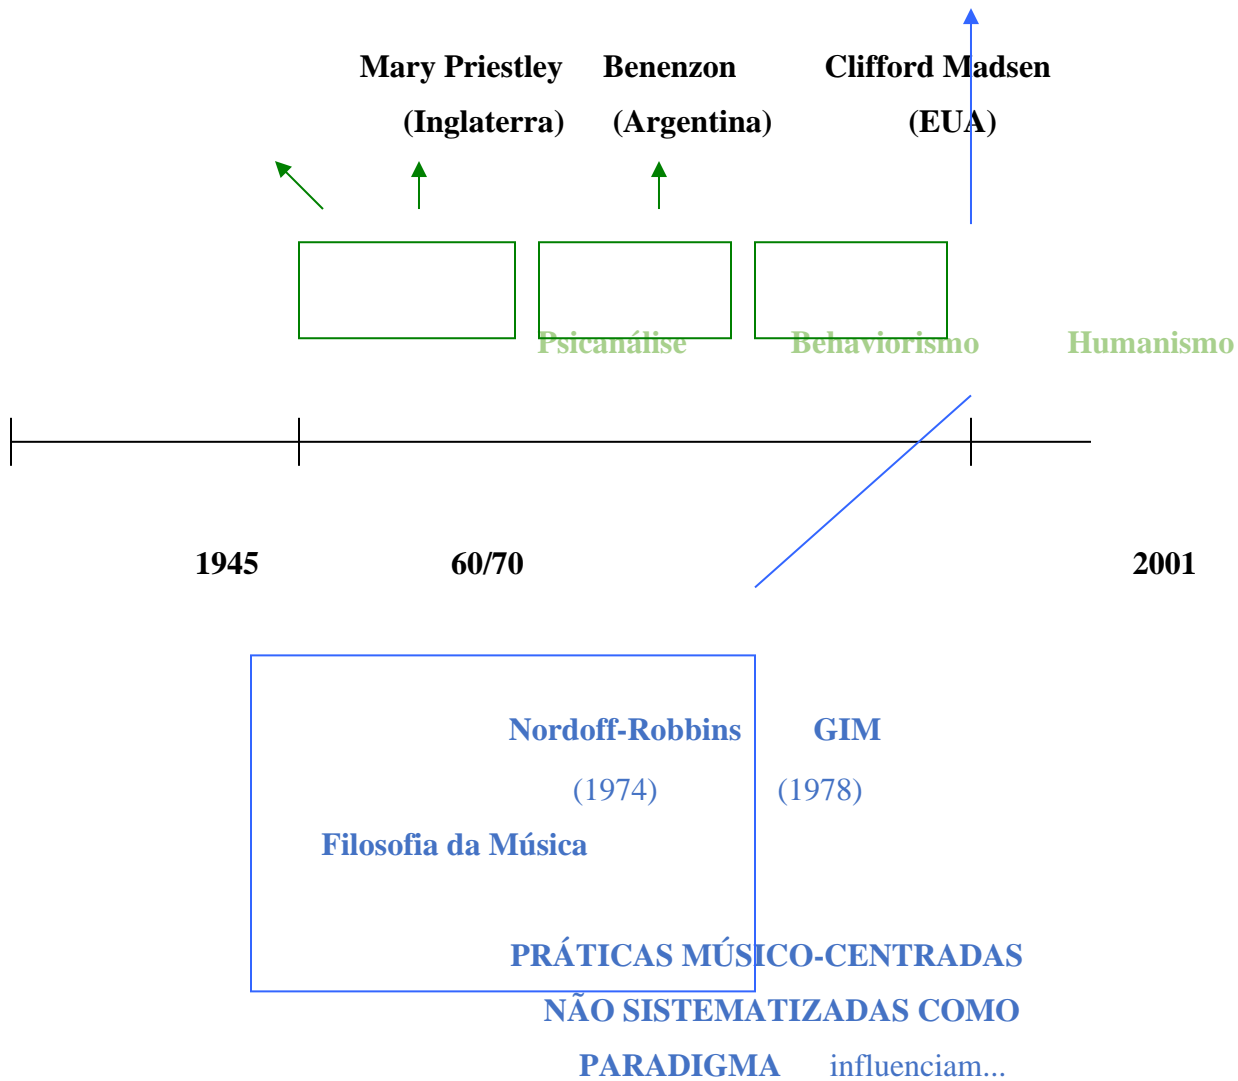 Mary Priestley Benenzon Clifford Madsen
(Inglaterra) (Argentina) (EUA)
Psicanálise Behaviorismo Humanismo
1945 60/70 2001
Nordoff-Robbins GIM
(1974) (1978)
Filosofia da Música
PRÁTICAS MÚSICO-CENTRADAS
NÃO SISTEMATIZADAS COMO
PARADIGMA influenciam...